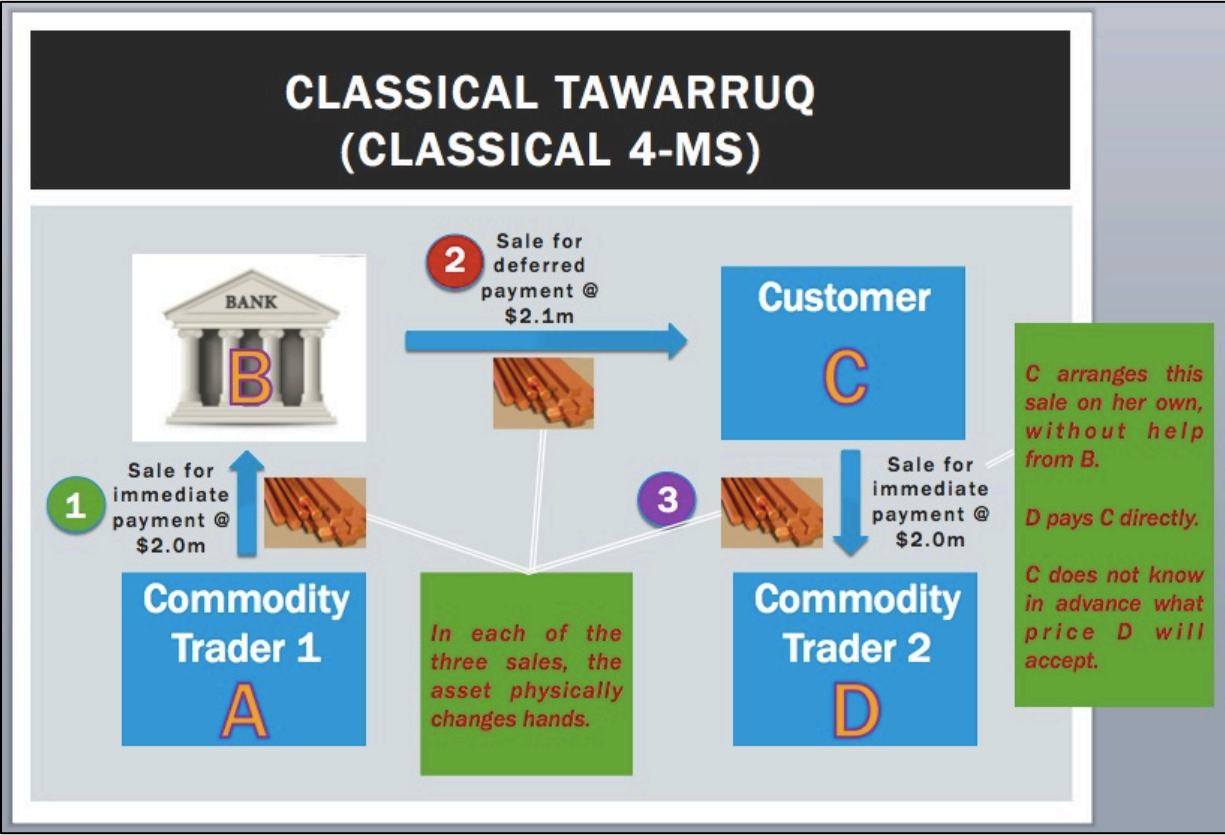 CLASSICAL TAWARRUQ
(CLASSICAL 4-MS)
BANK
B
2
Sale for
deferred
payment @
$2.1m
Customer
C
1
Sale for
immediate
payment @
$2.0m
3
Sale for
immediate
payment @
$2.0m
C arranges this
sale on her own,
without help
from B.
D pays C directly.
C does not know
in advance what
price D will
accept.
Commodity
Trader 1
A
In each of the
three sales, the
asset physically
changes hands.
Commodity
Trader 2
D